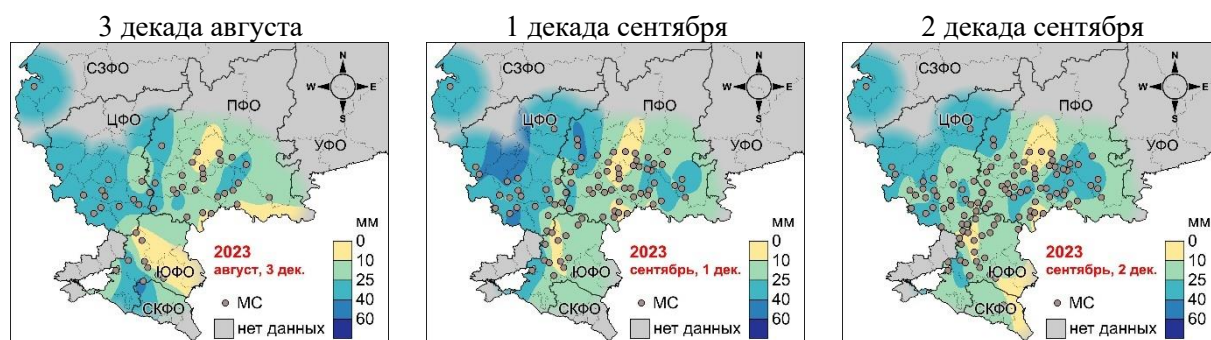 3 декада августа
1 декада сентября
2 декада сентября
СЗФО
N
W E
S
ЦФО
ПФО
УФО
мм
0
10
25
40
60
2023
август, 3 дек.
ЮФО
МС
СКФО
нет данных
СЗФО
N
W E
S
ЦФО
ПФО
УФО
мм
0
10
25
40
60
2023
сентябрь, 1 дек.
ЮФО
МС
СКФО
нет данных
СЗФО
N
W E
S
ЦФО
ПФО
УФО
мм
0
10
25
40
60
2023
сентябрь, 2 дек.
ЮФО
МС
СКФО
нет данных